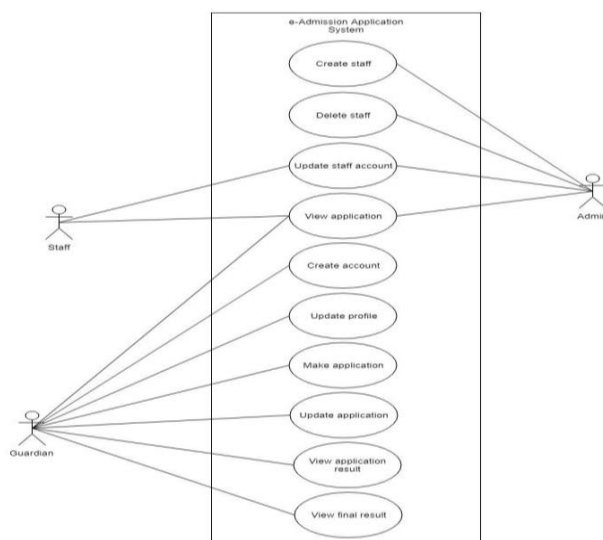 e-Admission Application
System
Create staff
Delete staff
Update staff account
View application
Create account
Update profile
Make application
Update application
View application
result
View final result
Staff
Admin
Guardian